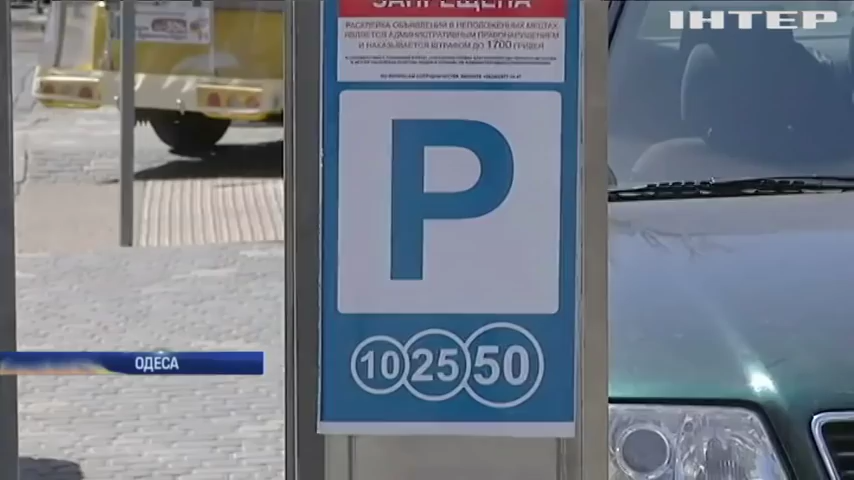 ЗАПРЕЩЕНА
ІНТЕР
РАСКЛЕЙКА ОБЪЯВЛЕНИЙ В НЕПОЛОЖЕННЫХ МЕСТАХ
ЯВЛЯЕТСЯ АДМИНИСТРАТИВНЫМ ПРАВОНАРУШЕНИЕМ
И НАКАЗЫВАЕТСЯ ШТРАФОМ ДО 1700 ГРИВЕН
P
10 25 50
ОДЕСА